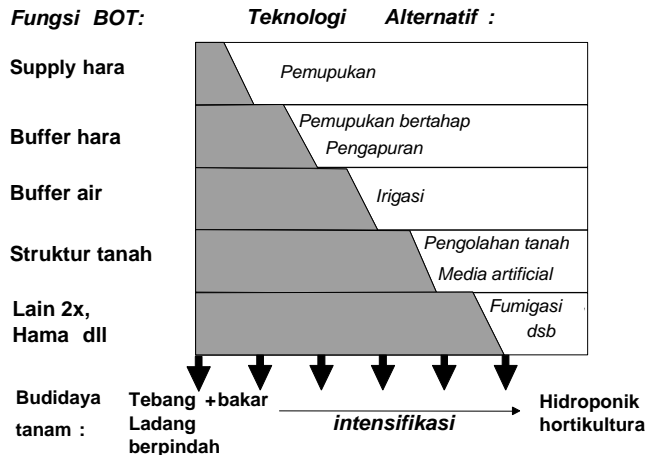 Fungsi BOT: Teknologi Alternatif :
Supply hara
Pemupukan
Buffer hara
Pemupukan bertahap
Pengapuran
Buffer air
Irigasi
Struktur tanah
Pengolahan tanah
Media artificial
Lain 2x,
Hama dll
Fumigasi
dsb
Budidaya
tanam :
Tebang +bakar
Ladang
berpindah
intensifikasi
Hidroponik
hortikultura